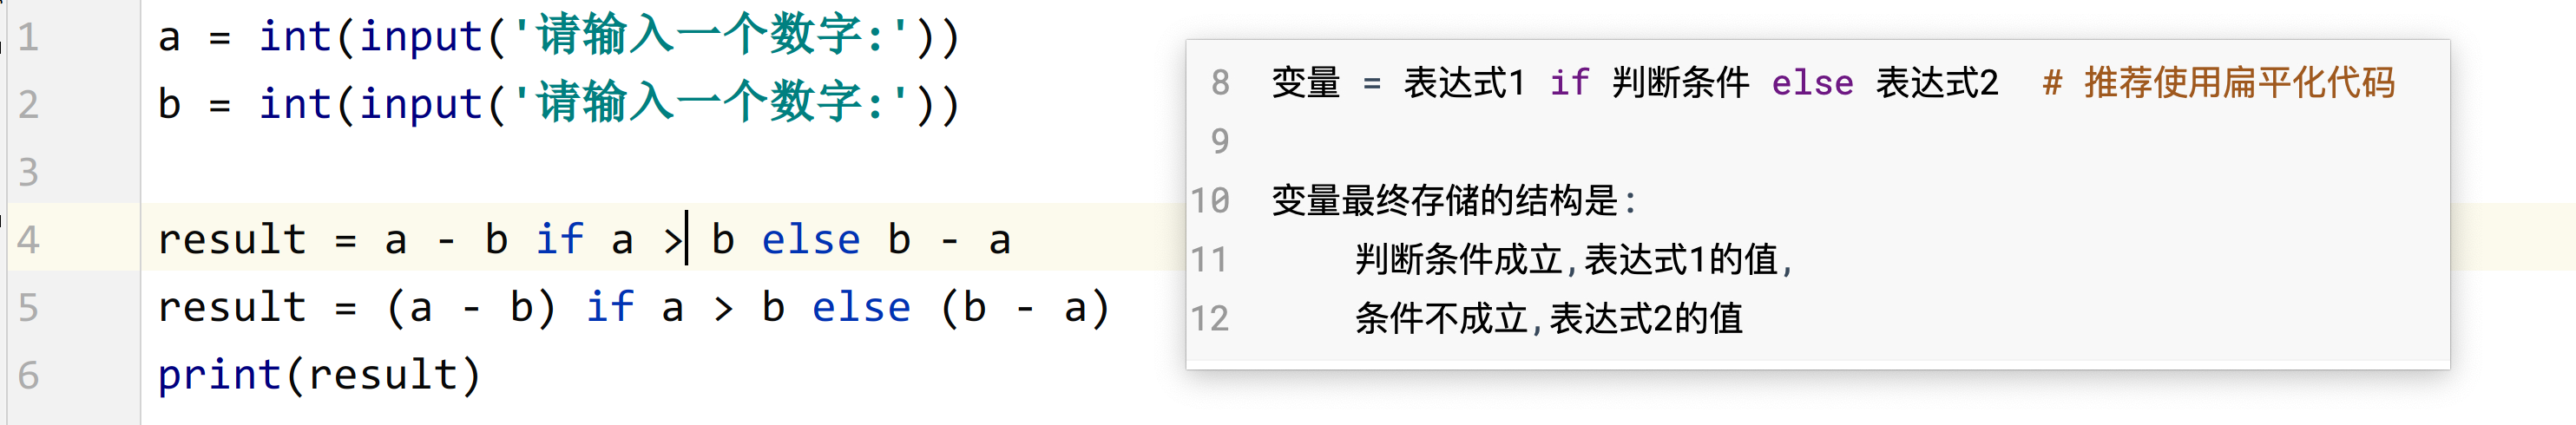 1 a = int(input('请输入一个数字:'))
2 b = int(input('请输入一个数字:'))
3
4 result = a - b if a > b else b - a
5 result = (a - b) if a > b else (b - a)
6 print(result)
8 变量 = 表达式1 if 判断条件 else 表达式2  # 推荐使用扁平化代码
9
10 变量最终存储的结构是:
11     判断条件成立,表达式1的值,
12     条件不成立,表达式2的值